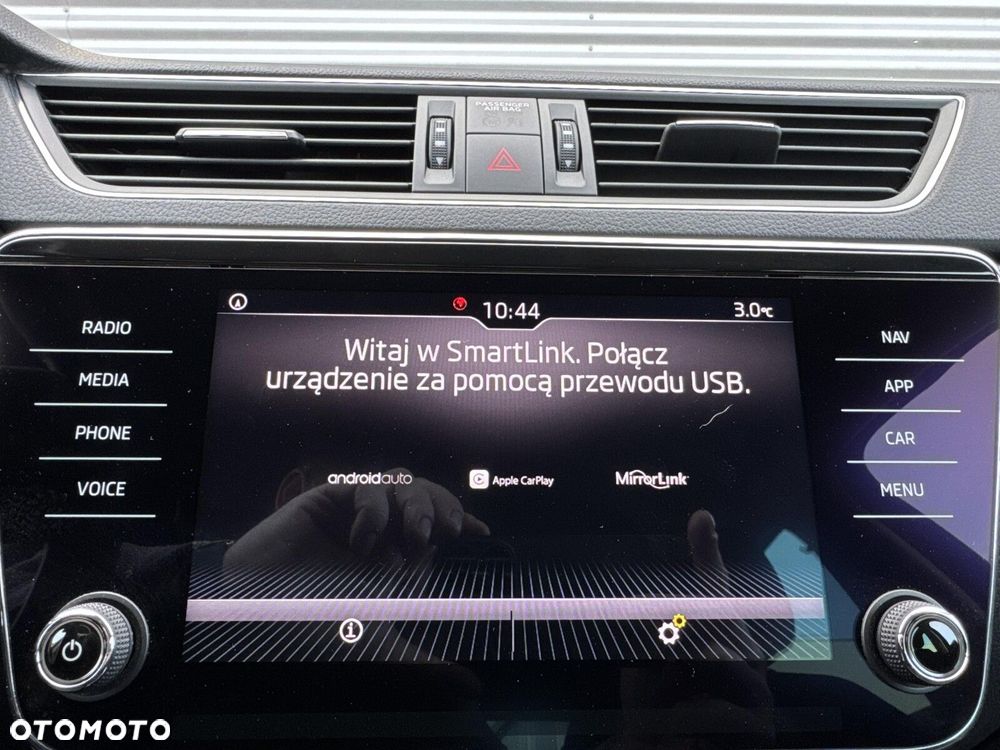 PASSENGER
AIR BAG
10:44
3.0°C
Witaj w SmartLink. Połącz
urządzenie za pomocą przewodu USB.
androidauto
Apple CarPlay
MirrorLink
RADIO
MEDIA
PHONE
VOICE
NAV
APP
CAR
MENU
OTOMOTO